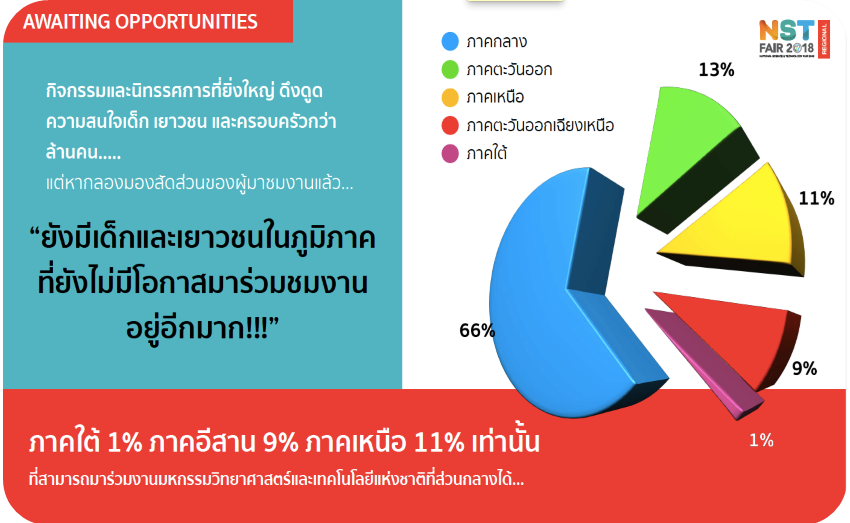 AWAITING OPPORTUNITIES
กิจกรรมและนิทรรศการที่ยิ่งใหญ่ ดึงดูด
ความสนใจเด็ก เยาวชน และครอบครัวกว่า
ล้านคน.....
แต่หากลองมองสัดส่วนของผู้มาชมงานแล้ว...
“ยังมีเด็กและเยาวชนในภูมิภาค
ที่ยังไม่มีโอกาสมาร่วมชมงาน
อยู่อีกมาก!!!”
ภาคกลาง
ภาคตะวันออก
ภาคเหนือ
ภาคตะวันออกเฉียงเหนือ
ภาคใต้
NST
FAIR 2018
REGIONAL
13%
11%
66%
9%
1%
ภาคใต้ 1% ภาคอีสาน 9% ภาคเหนือ 11% เท่านั้น
ที่สามารถมาร่วมงานมหกรรมวิทยาศาสตร์และเทคโนโลยีแห่งชาติที่ส่วนกลางได้...